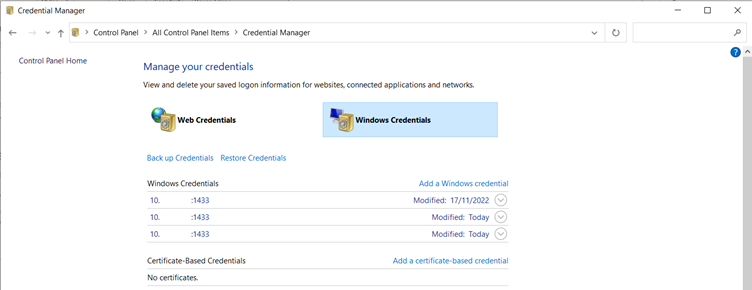 Credential Manager
Control Panel > All Control Panel Items > Credential Manager
Control Panel Home
Manage your credentials
View and delete your saved logon information for websites, connected applications and networks.
Web Credentials Windows Credentials
Back up Credentials Restore Credentials
Windows Credentials Add a Windows credential
10. :1433 Modified: 17/11/2022
10. :1433 Modified: Today
10. :1433 Modified: Today
Certificate-Based Credentials Add a certificate-based credential
No certificates.